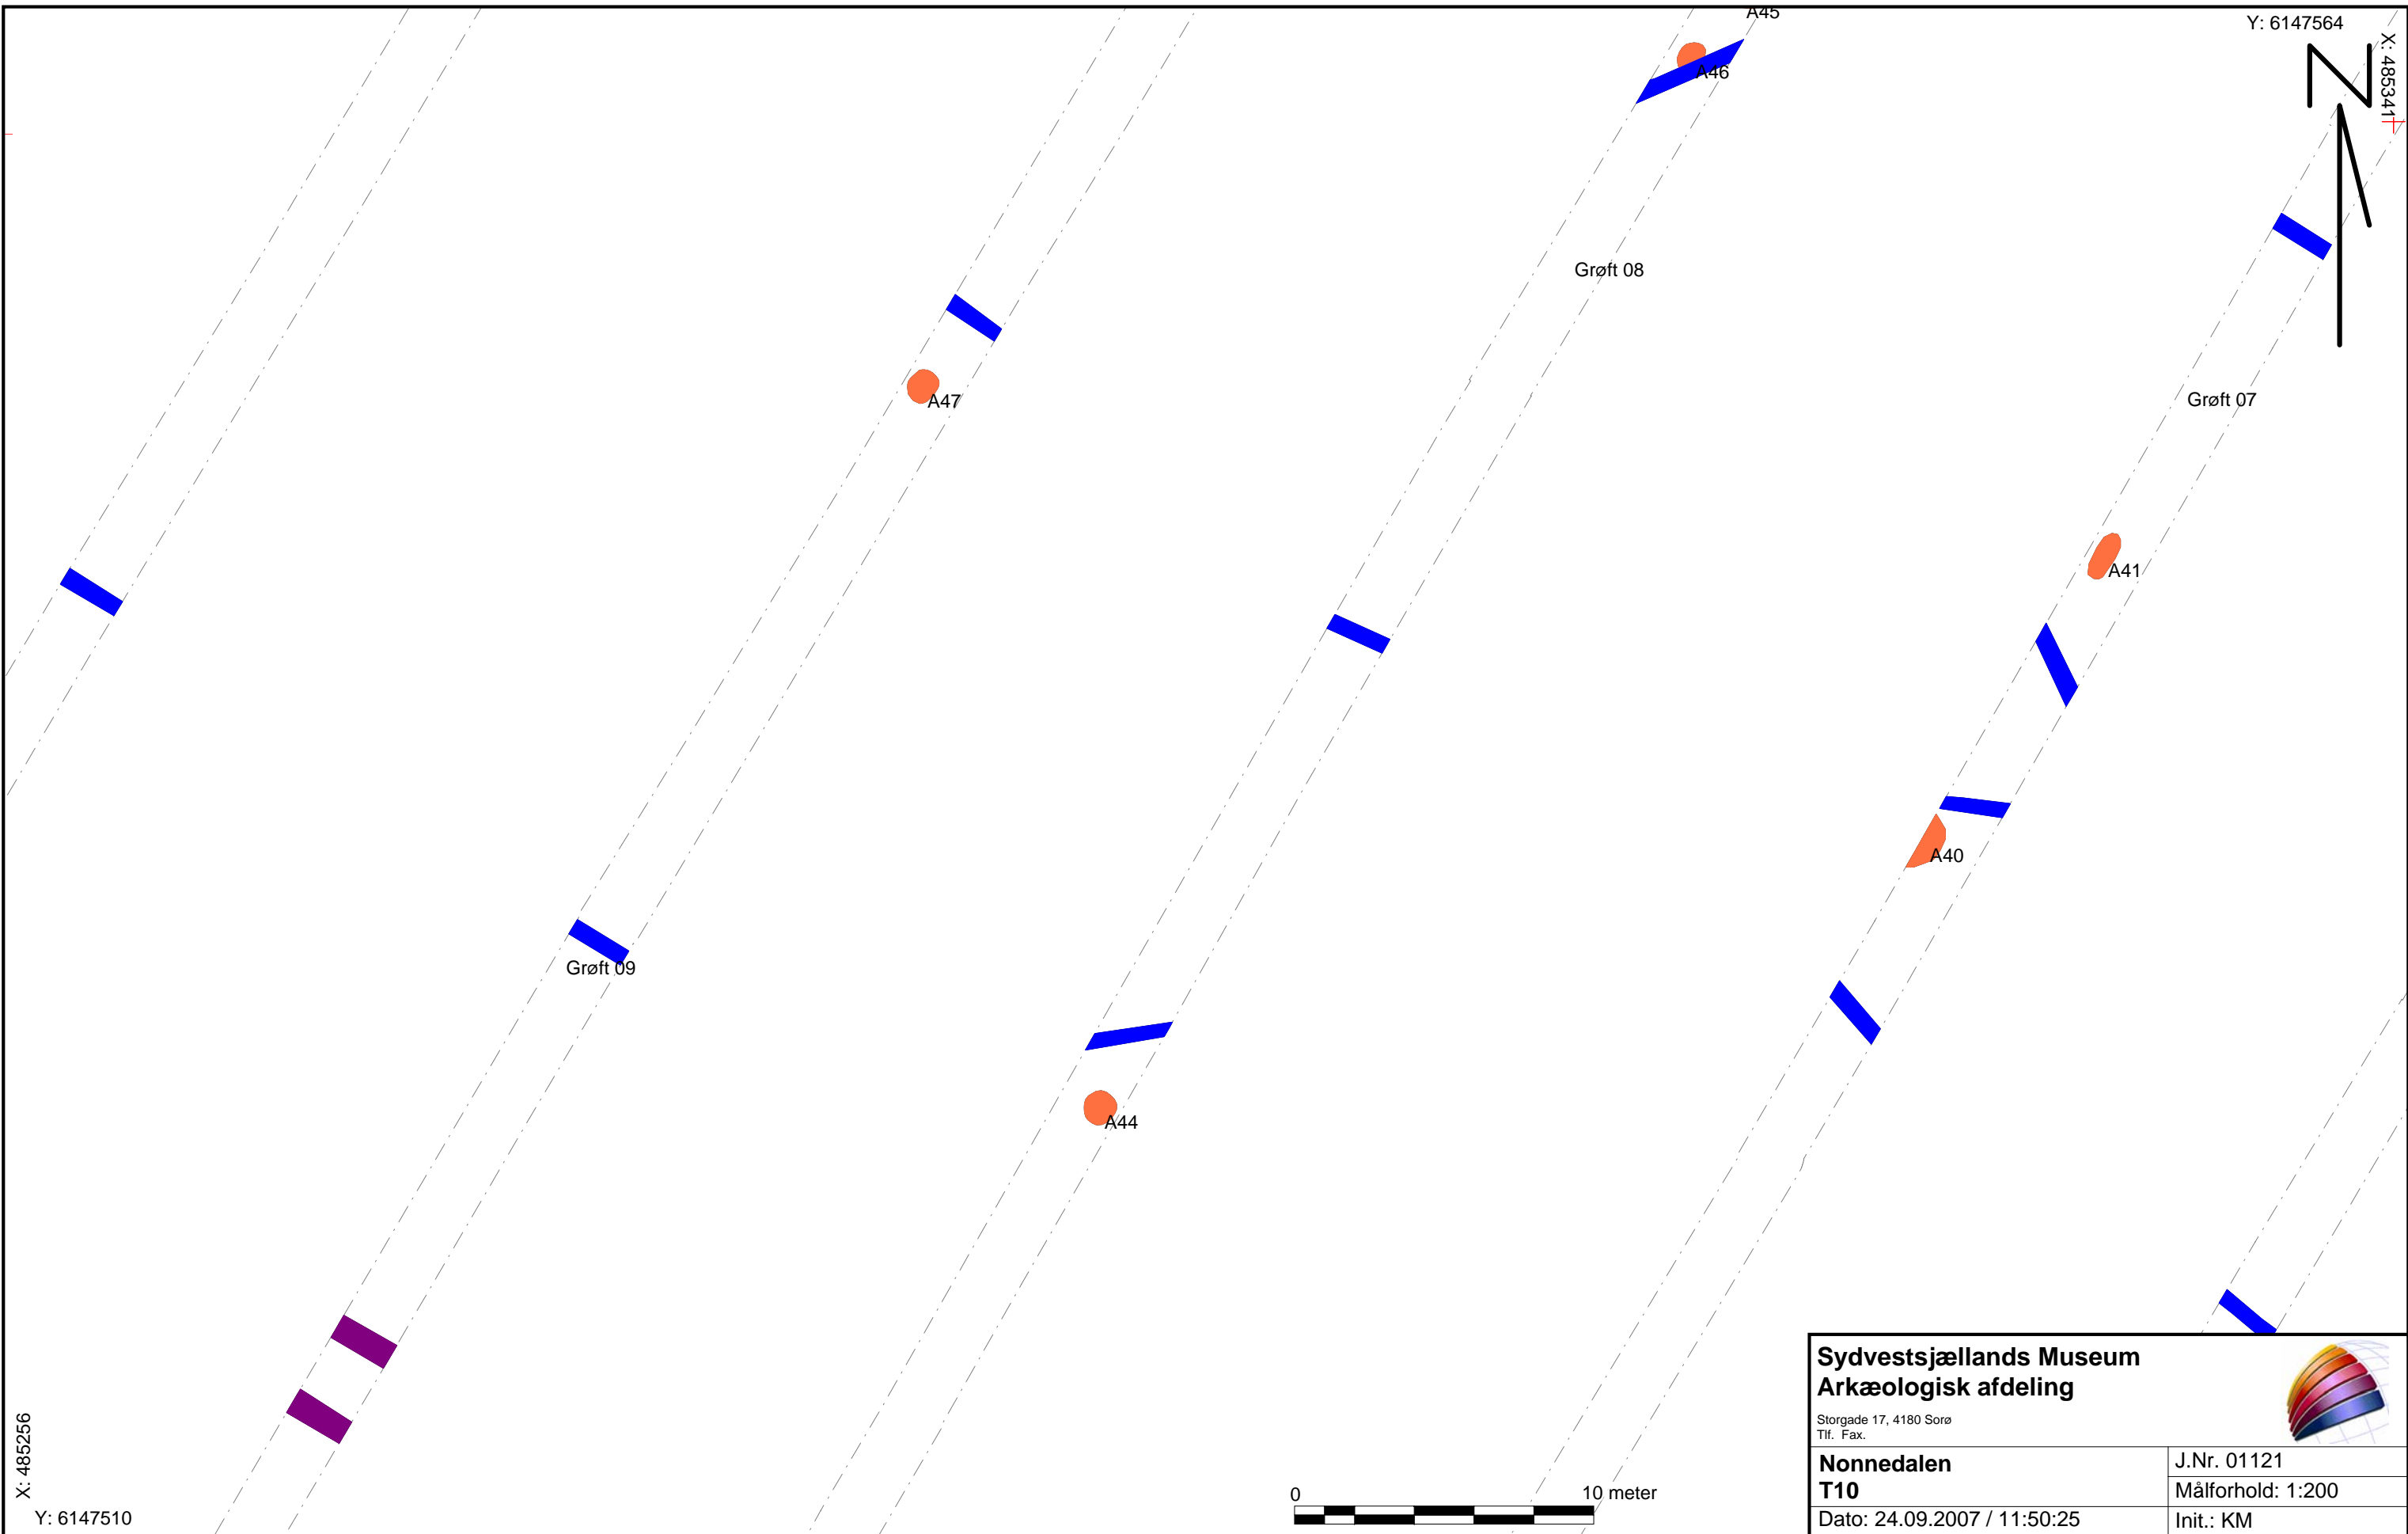 A45
Y: 6147564
X: 485341
N
A46
Grøft 08
Grøft 07
A47
A41
A40
Grøft 09
A44
X: 485256
Y: 6147510
0 10 meter
Sydvestsjællands Museum
Arkæologisk afdeling
Storgade 17, 4180 Sorø
Tlf. Fax.
Nonnedalen
T10
J.Nr. 01121
Målforhold: 1:200
Dato: 24.09.2007 / 11:50:25
Init.: KM